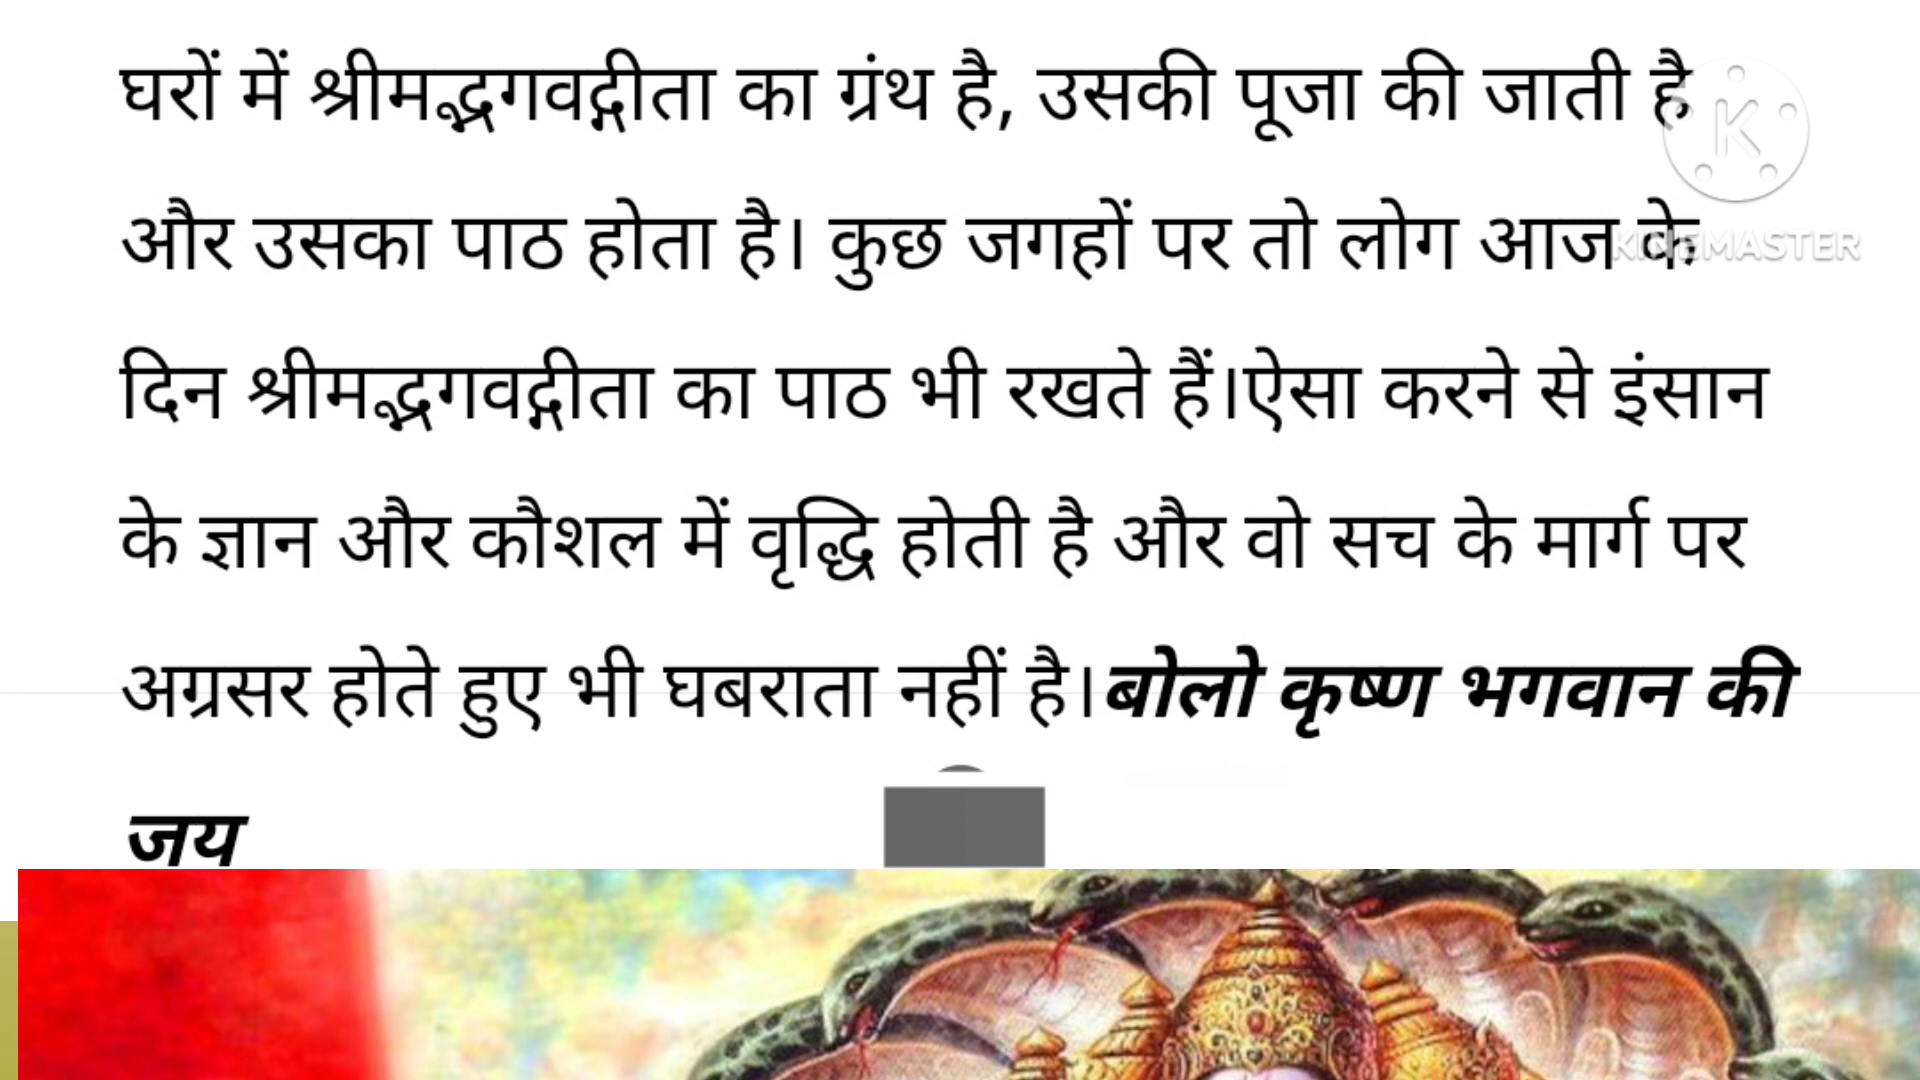 घरों में श्रीमद्भगवद्गीता का ग्रंथ है, उसकी पूजा की जाती है
और उसका पाठ होता है। कुछ जगहों पर तो लोग आज के
दिन श्रीमद्भगवद्गीता का पाठ भी रखते हैं।ऐसा करने से इंसान
के ज्ञान और कौशल में वृद्धि होती है और वो सच के मार्ग पर
अग्रसर होते हुए भी घबराता नहीं है।बोलो कृष्ण भगवान की
जय
K
KINEMASTER